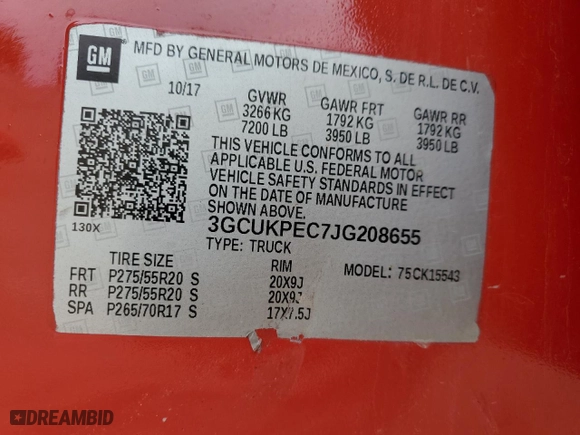 GM
MFD BY GENERAL MOTORS DE MEXICO, S. DE R.L. DE C.V.
10/17
GVWR GAWR FRT GAWR RR
3266 KG 1792 KG 1792 KG
7200 LB 3950 LB 3950 LB
THIS VEHICLE CONFORMS TO ALL
APPLICABLE U.S. FEDERAL MOTOR
VEHICLE SAFETY STANDARDS IN EFFECT
ON THE DATE OF MANUFACTURE
SHOWN ABOVE.
130X
3GCUKPEC7JG208655
TYPE: TRUCK
TIRE SIZE RIM MODEL: 75CK15543
FRT P275/55R20 S 20X9J
RR P275/55R20 S 20X9J
SPA P265/70R17 S 17X7.5J
DREAMBID